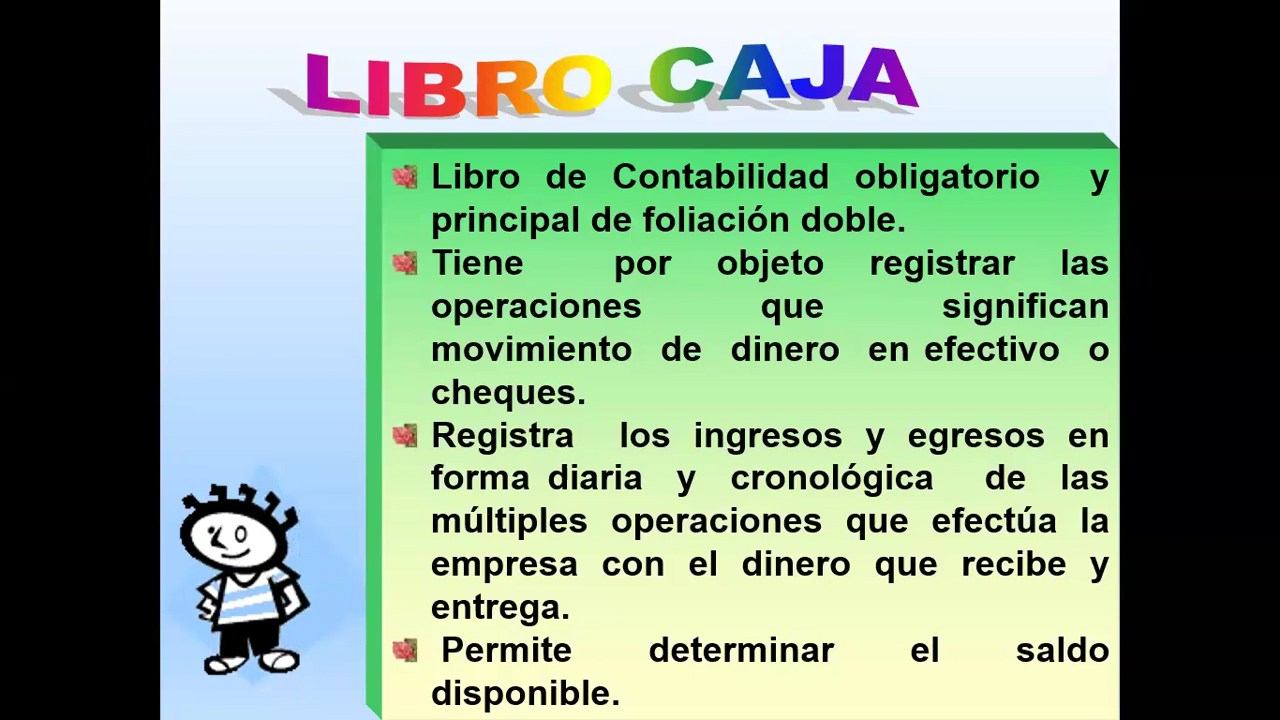 LIBRO CAJA
Libro de Contabilidad obligatorio y
principal de foliación doble.
Tiene por objeto registrar las
operaciones que significan
movimiento de dinero en efectivo o
cheques.
Registra los ingresos y egresos en
forma diaria y cronológica de las
múltiples operaciones que efectúa la
empresa con el dinero que recibe y
entrega.
Permite determinar el saldo
disponible.